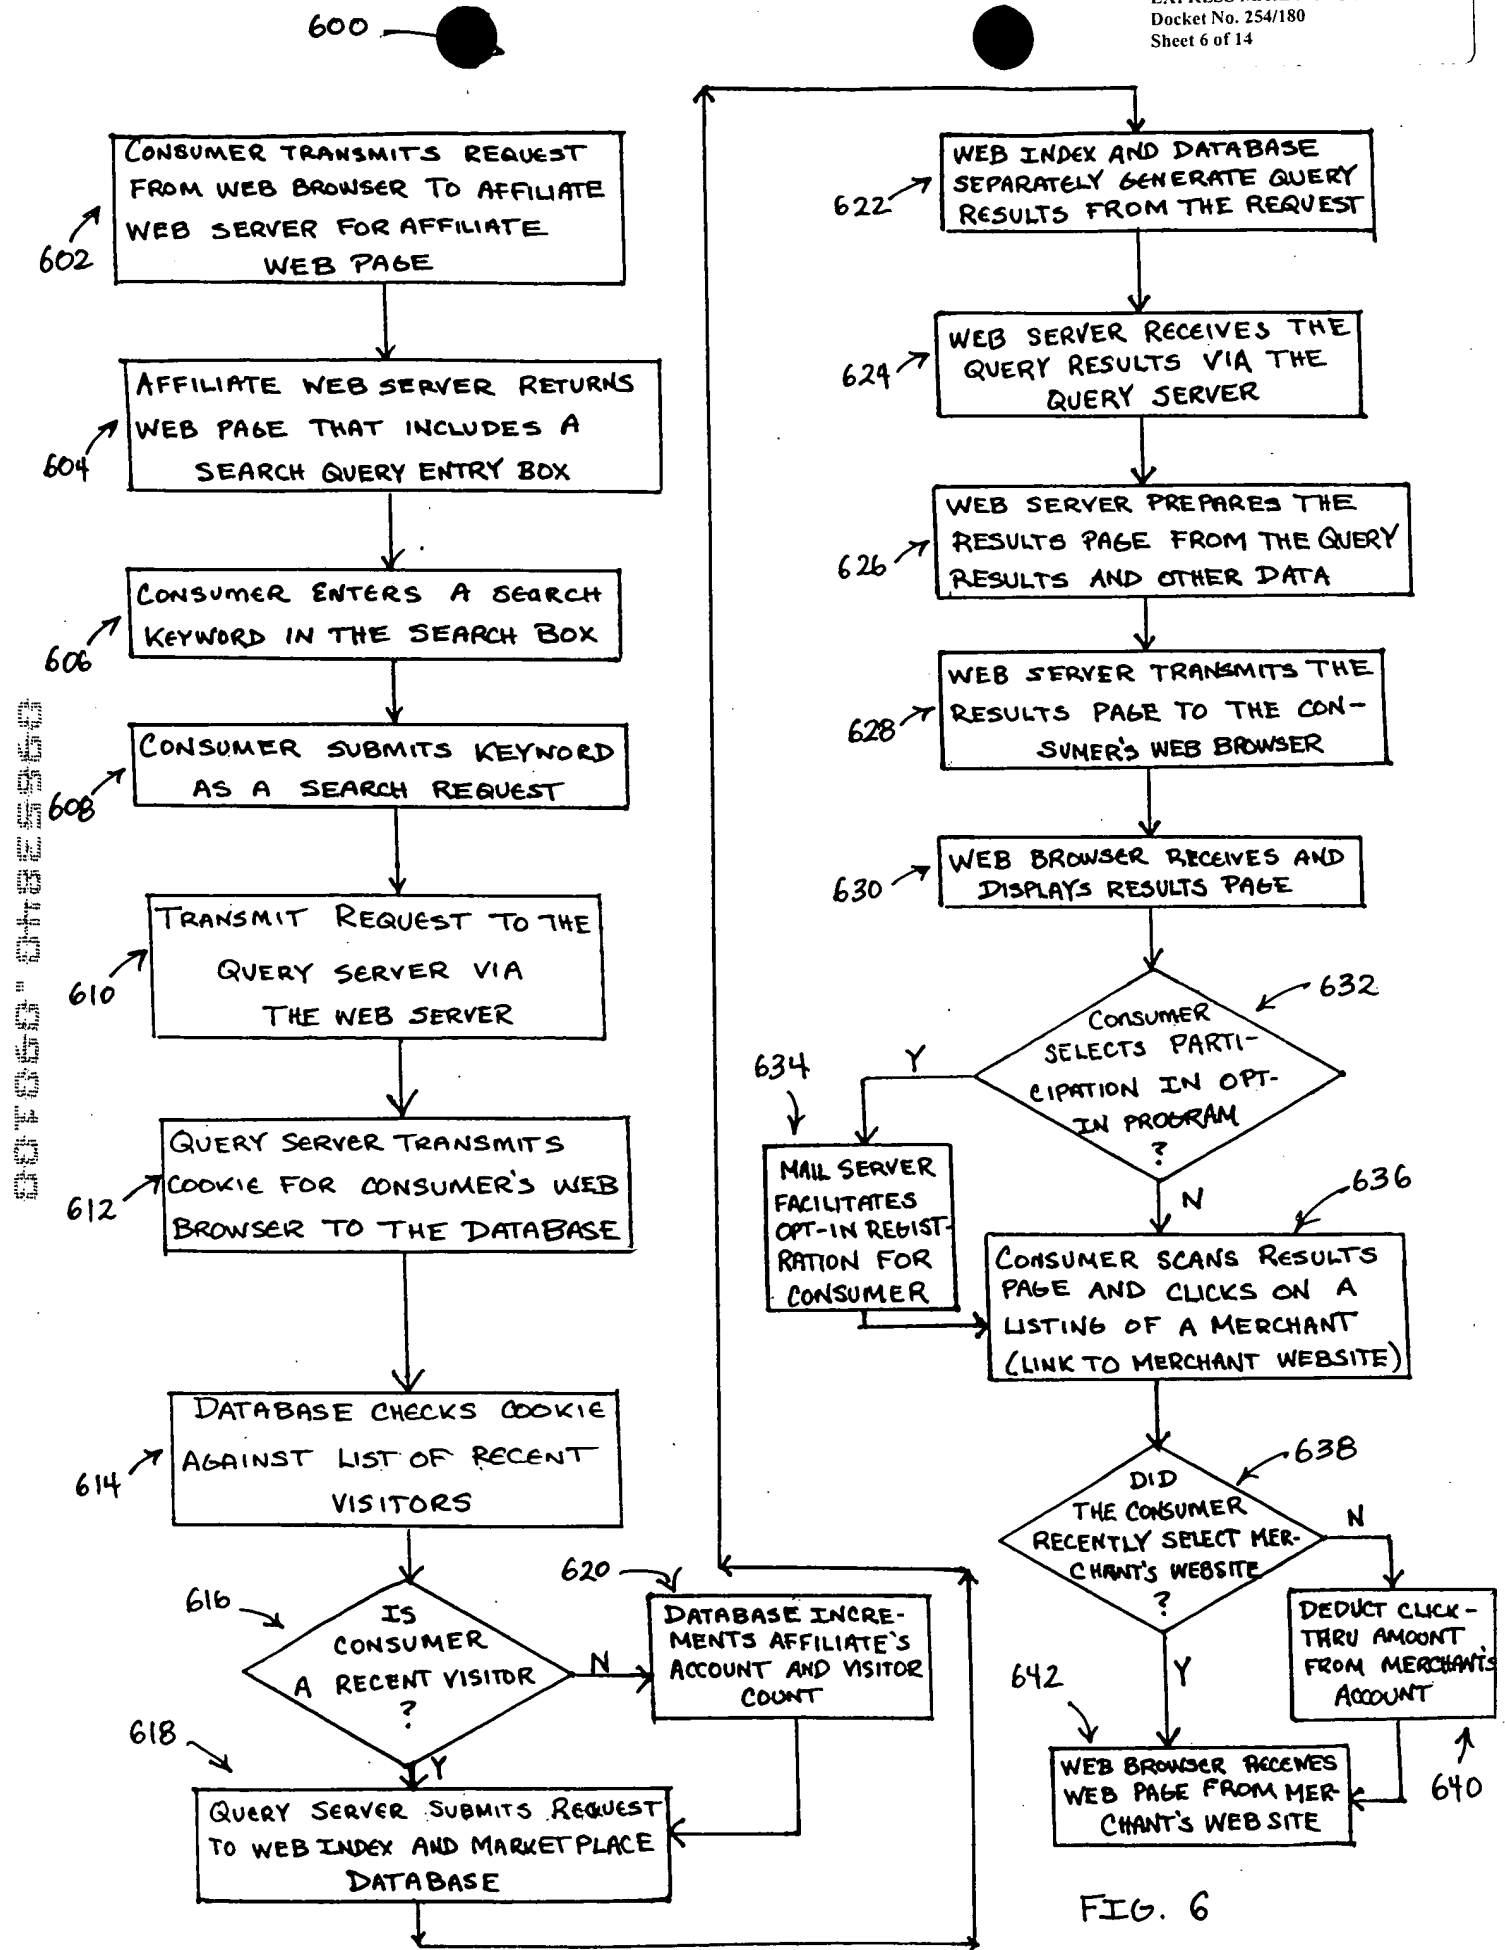 600
Docket No. 254/180
Sheet 6 of 14
CONSUMER TRANSMITS REQUEST
FROM WEB BROWSER TO AFFILIATE
WEB SERVER FOR AFFILIATE
WEB PAGE
602
AFFILIATE WEB SERVER RETURNS
WEB PAGE THAT INCLUDES A
SEARCH QUERY ENTRY BOX
604
CONSUMER ENTERS A SEARCH
KEYWORD IN THE SEARCH BOX
606
CONSUMER SUBMITS KEYWORD
AS A SEARCH REQUEST
608
TRANSMIT REQUEST TO THE
QUERY SERVER VIA
THE WEB SERVER
610
QUERY SERVER TRANSMITS
COOKIE FOR CONSUMER'S WEB
BROWSER TO THE DATABASE
612
DATABASE CHECKS COOKIE
AGAINST LIST OF RECENT
VISITORS
614
616
IS
CONSUMER
A RECENT VISITOR
?
N
Y
620
DATABASE INCRE-
MENTS AFFILIATE'S
ACCOUNT AND VISITOR
COUNT
618
QUERY SERVER SUBMITS REQUEST
TO WEB INDEX AND MARKETPLACE
DATABASE
WEB INDEX AND DATABASE
SEPARATELY GENERATE QUERY
RESULTS FROM THE REQUEST
622
WEB SERVER RECEIVES THE
QUERY RESULTS VIA THE
QUERY SERVER
624
WEB SERVER PREPARES THE
RESULTS PAGE FROM THE QUERY
RESULTS AND OTHER DATA
626
WEB SERVER TRANSMITS THE
RESULTS PAGE TO THE CON-
SUMER'S WEB BROWSER
628
WEB BROWSER RECEIVES AND
DISPLAYS RESULTS PAGE
630
632
CONSUMER
SELECTS PARTI-
CIPATION IN OPT-
IN PROGRAM
?
Y
N
634
MAIL SERVER
FACILITATES
OPT-IN REGIST-
RATION FOR
CONSUMER
636
CONSUMER SCANS RESULTS
PAGE AND CLICKS ON A
LISTING OF A MERCHANT
(LINK TO MERCHANT WEBSITE)
638
DID
THE CONSUMER
RECENTLY SELECT MER-
CHANT'S WEBSITE
?
N
Y
DEDUCT CLICK-
THRU AMOUNT
FROM MERCHANT'S
ACCOUNT
640
642
WEB BROWSER RECEIVES
WEB PAGE FROM MER-
CHANT'S WEB SITE
FIG. 6